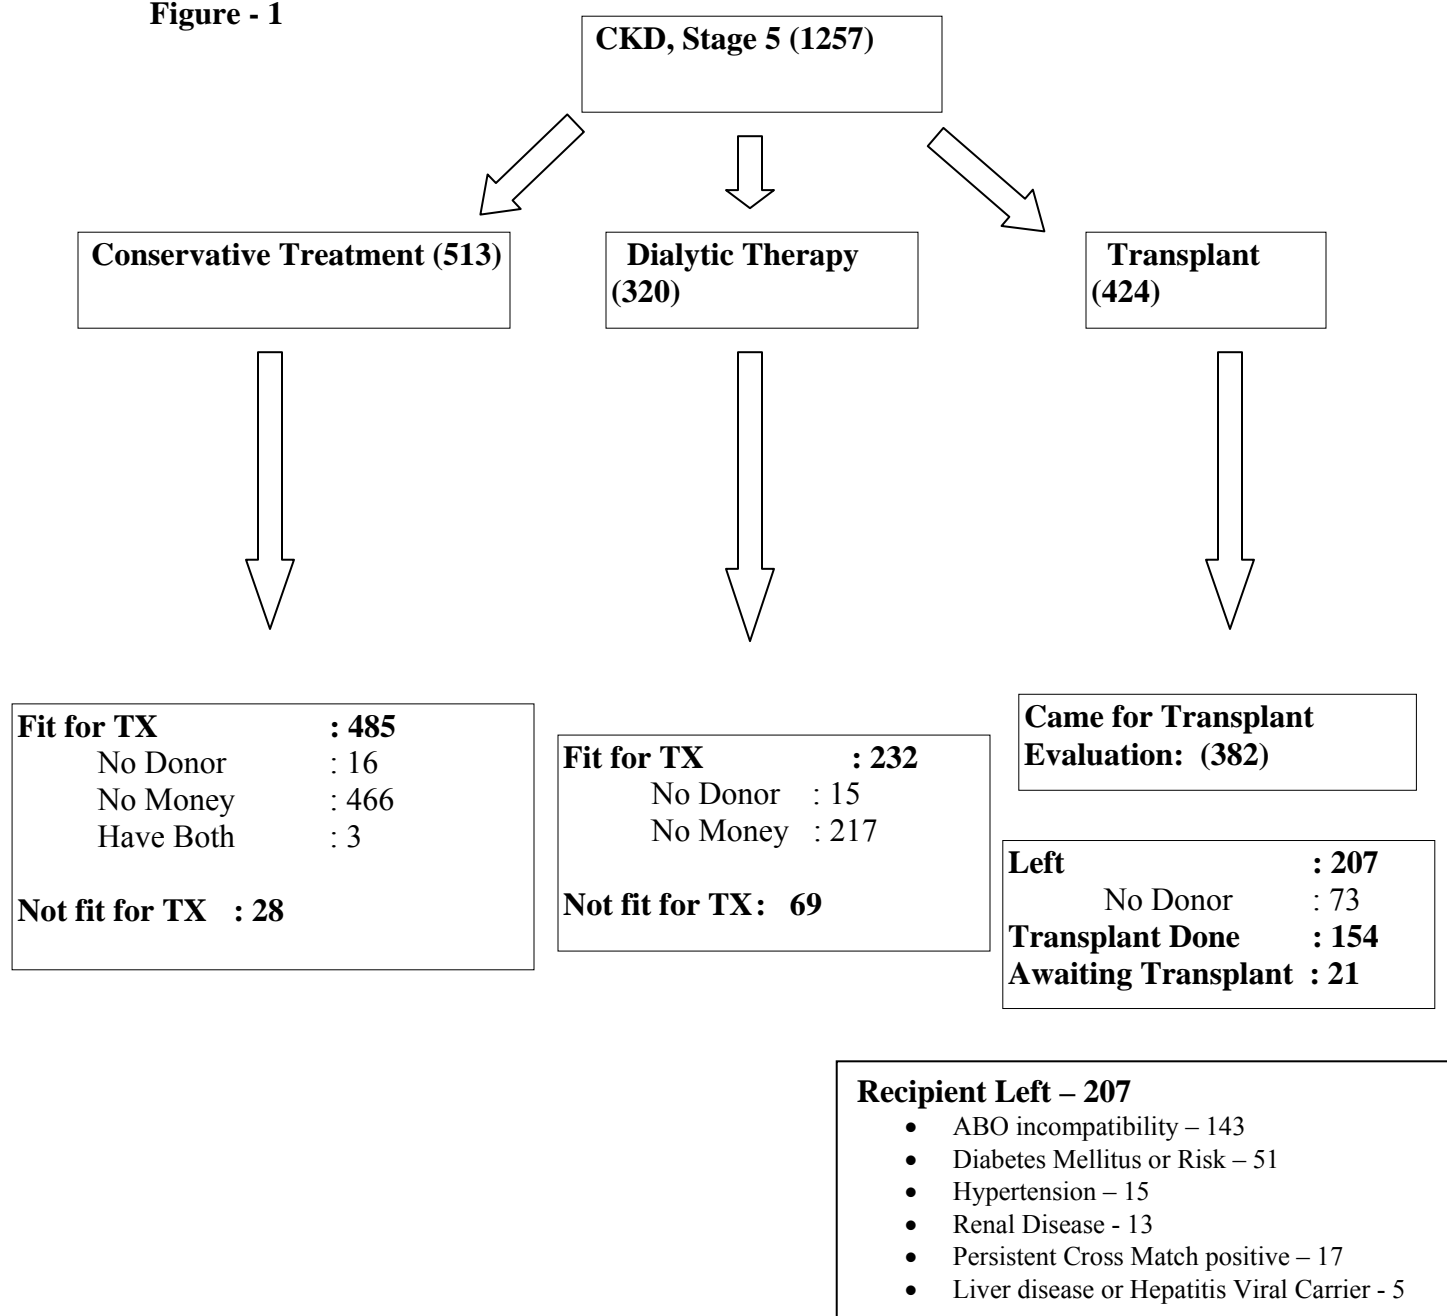 Figure - 1
CKD, Stage 5 (1257)
Conservative Treatment (513)
Dialytic Therapy
(320)
Transplant
(424)
Fit for TX : 485
No Donor : 16
No Money : 466
Have Both : 3
Not fit for TX : 28
Fit for TX : 232
No Donor : 15
No Money : 217
Not fit for TX: 69
Came for Transplant
Evaluation: (382)
Left : 207
No Donor : 73
Transplant Done : 154
Awaiting Transplant : 21
Recipient Left – 207
• ABO incompatibility – 143
• Diabetes Mellitus or Risk – 51
• Hypertension – 15
• Renal Disease - 13
• Persistent Cross Match positive – 17
• Liver disease or Hepatitis Viral Carrier - 5